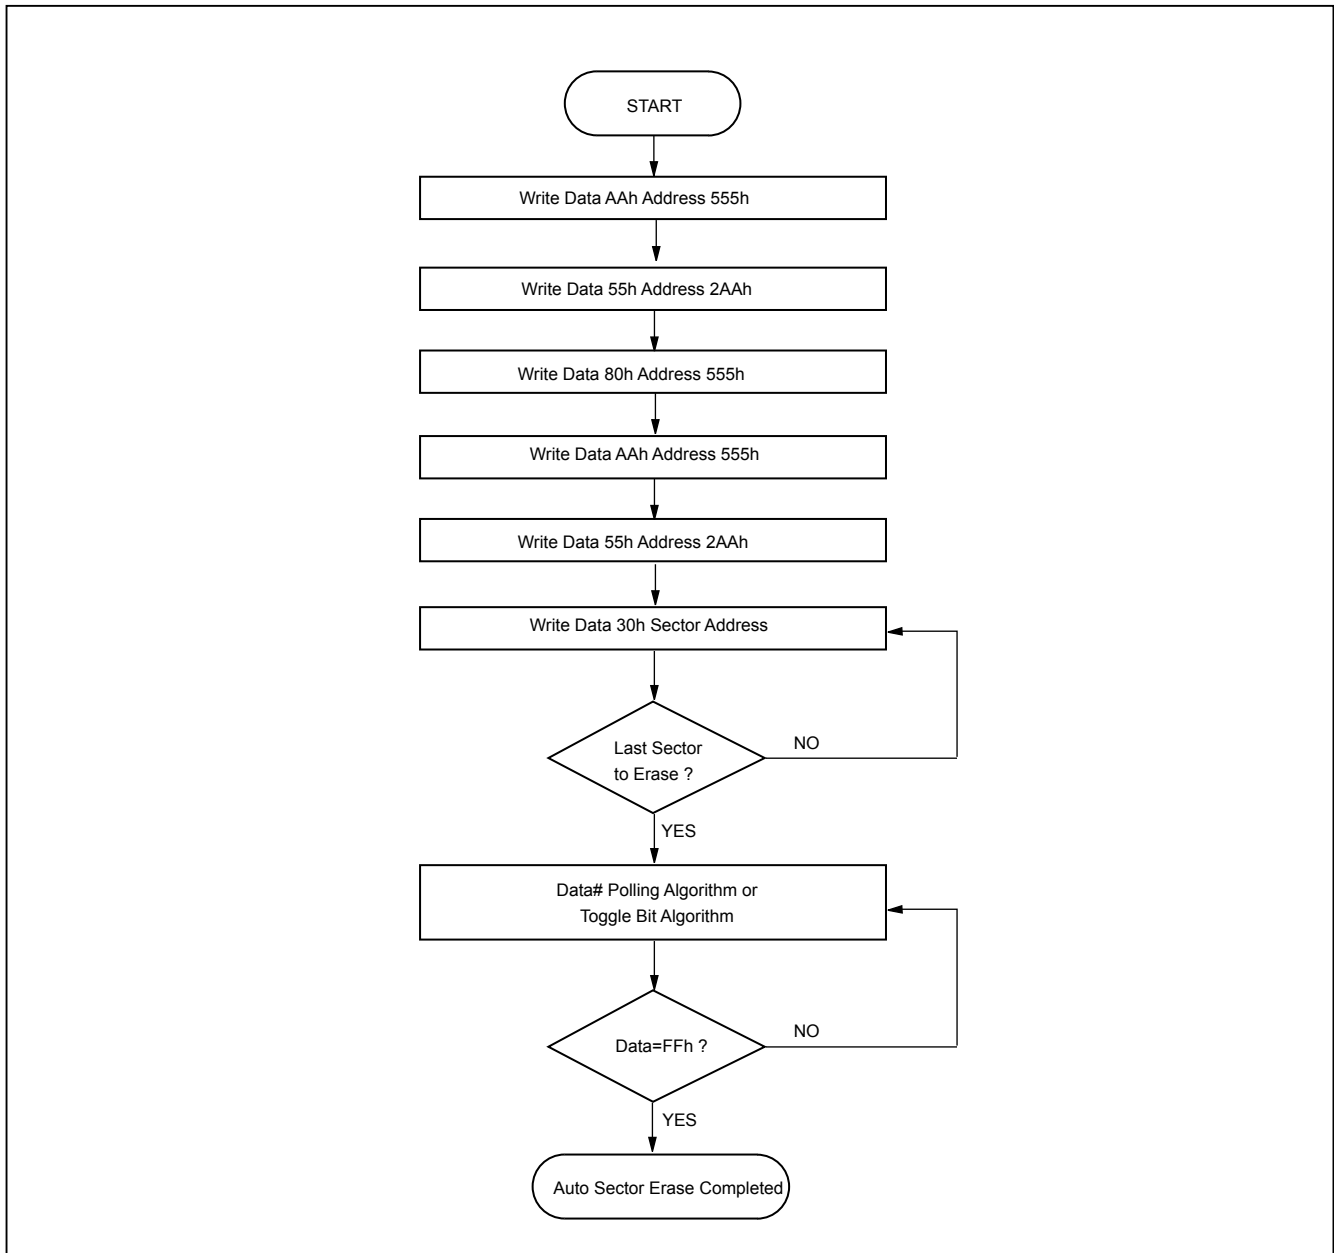 START
Write Data AAh Address 555h
Write Data 55h Address 2AAh
Write Data 80h Address 555h
Write Data AAh Address 555h
Write Data 55h Address 2AAh
Write Data 30h Sector Address
Last Sector
to Erase ?
NO
YES
Data# Polling Algorithm or
Toggle Bit Algorithm
Data=FFh ?
NO
YES
Auto Sector Erase Completed